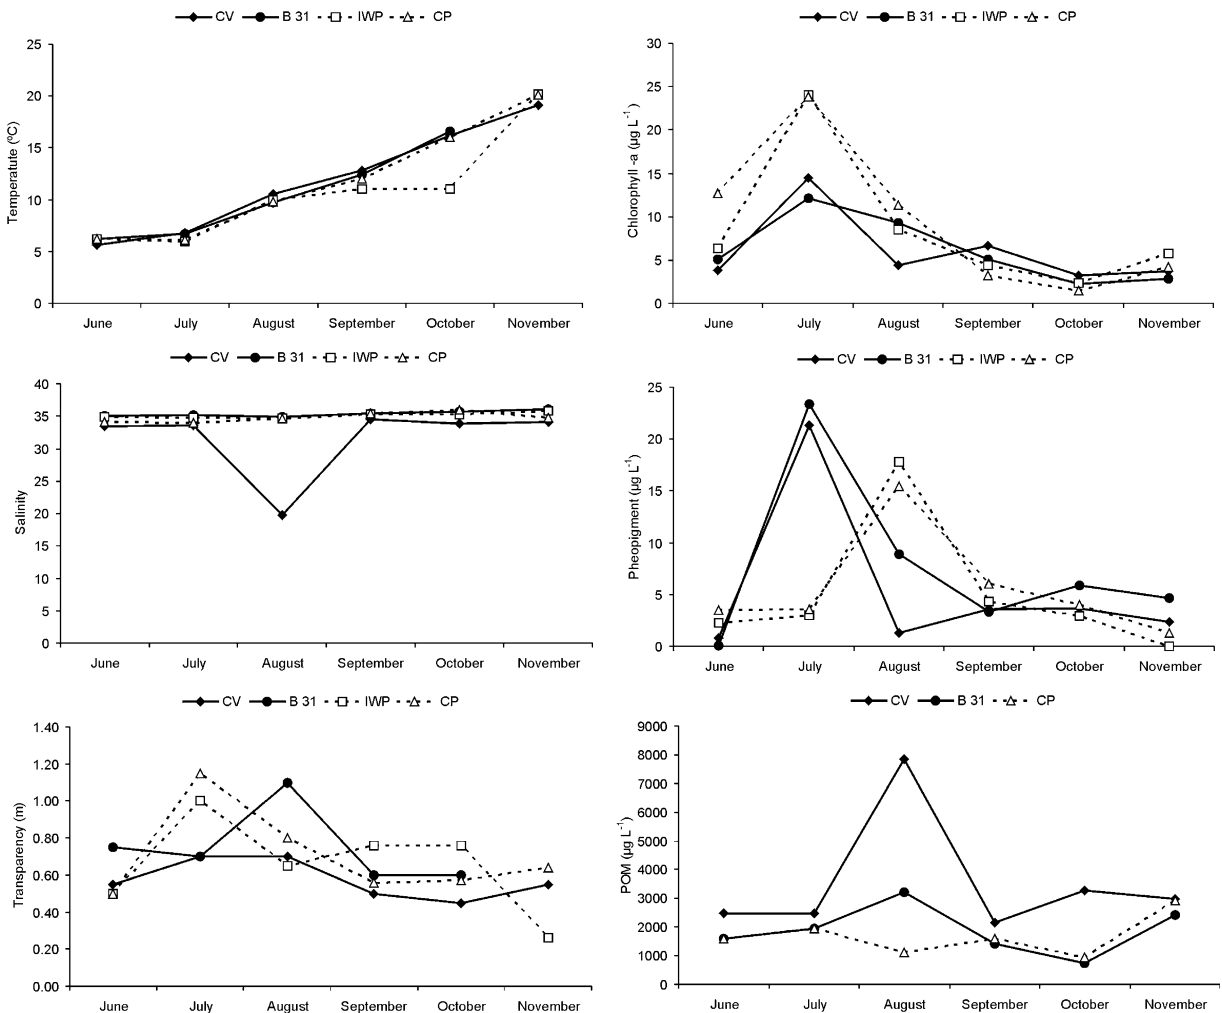 CV B 31 IWP CP
25
20
15
10
5
0
Temperatute (ºC)
June July August September October November
CV B 31 IWP CP
30
25
20
15
10
5
0
Chlorophyll -a (µg L-1)
June July August September October November
CV B 31 IWP CP
40
35
30
25
20
15
10
5
0
Salinity
June July August September October November
CV B 31 IWP CP
25
20
15
10
5
0
Pheopigment (µg L-1)
June July August September October November
CV B 31 IWP CP
1.40
1.20
1.00
0.80
0.60
0.40
0.20
0.00
Transparency (m)
June July August September October November
CV B 31 CP
9000
8000
7000
6000
5000
4000
3000
2000
1000
0
POM (µg L-1)
June July August September October November